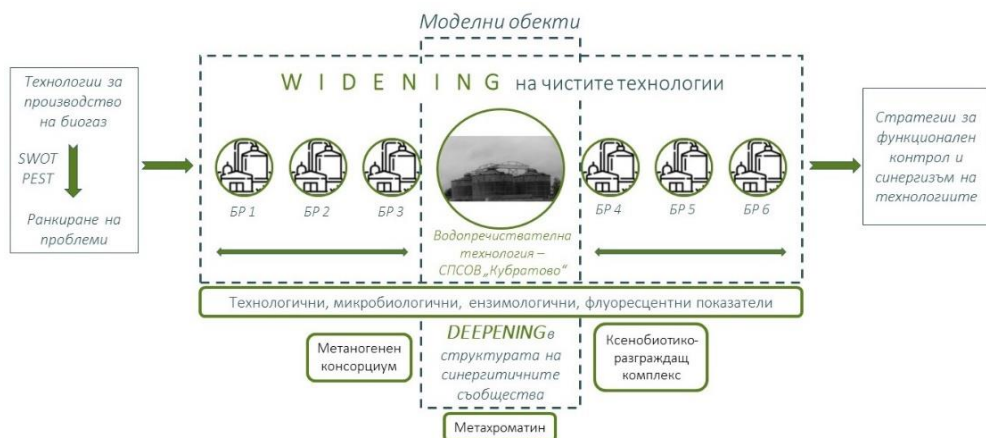 Моделни обекти
WIDENING на чистите технологии
Технологии за
производство
на биогаз
SWOT
PEST
Ранкиране на
проблеми
БР 1
БР 2
БР 3
Водопречиствателна
технология –
СПСОВ „Кубратово“
БР 4
БР 5
БР 6
Стратегии за
функционален
контрол и
синергизъм на
технологиите
Технологични, микробиологични, ензимологични, флуоресцентни показатели
Метаногенен
консорциум
DEEPENING в
структурата на
синергитичните
съобщества
Ксенобиотико-
разграждащ
комплекс
Метахроматин